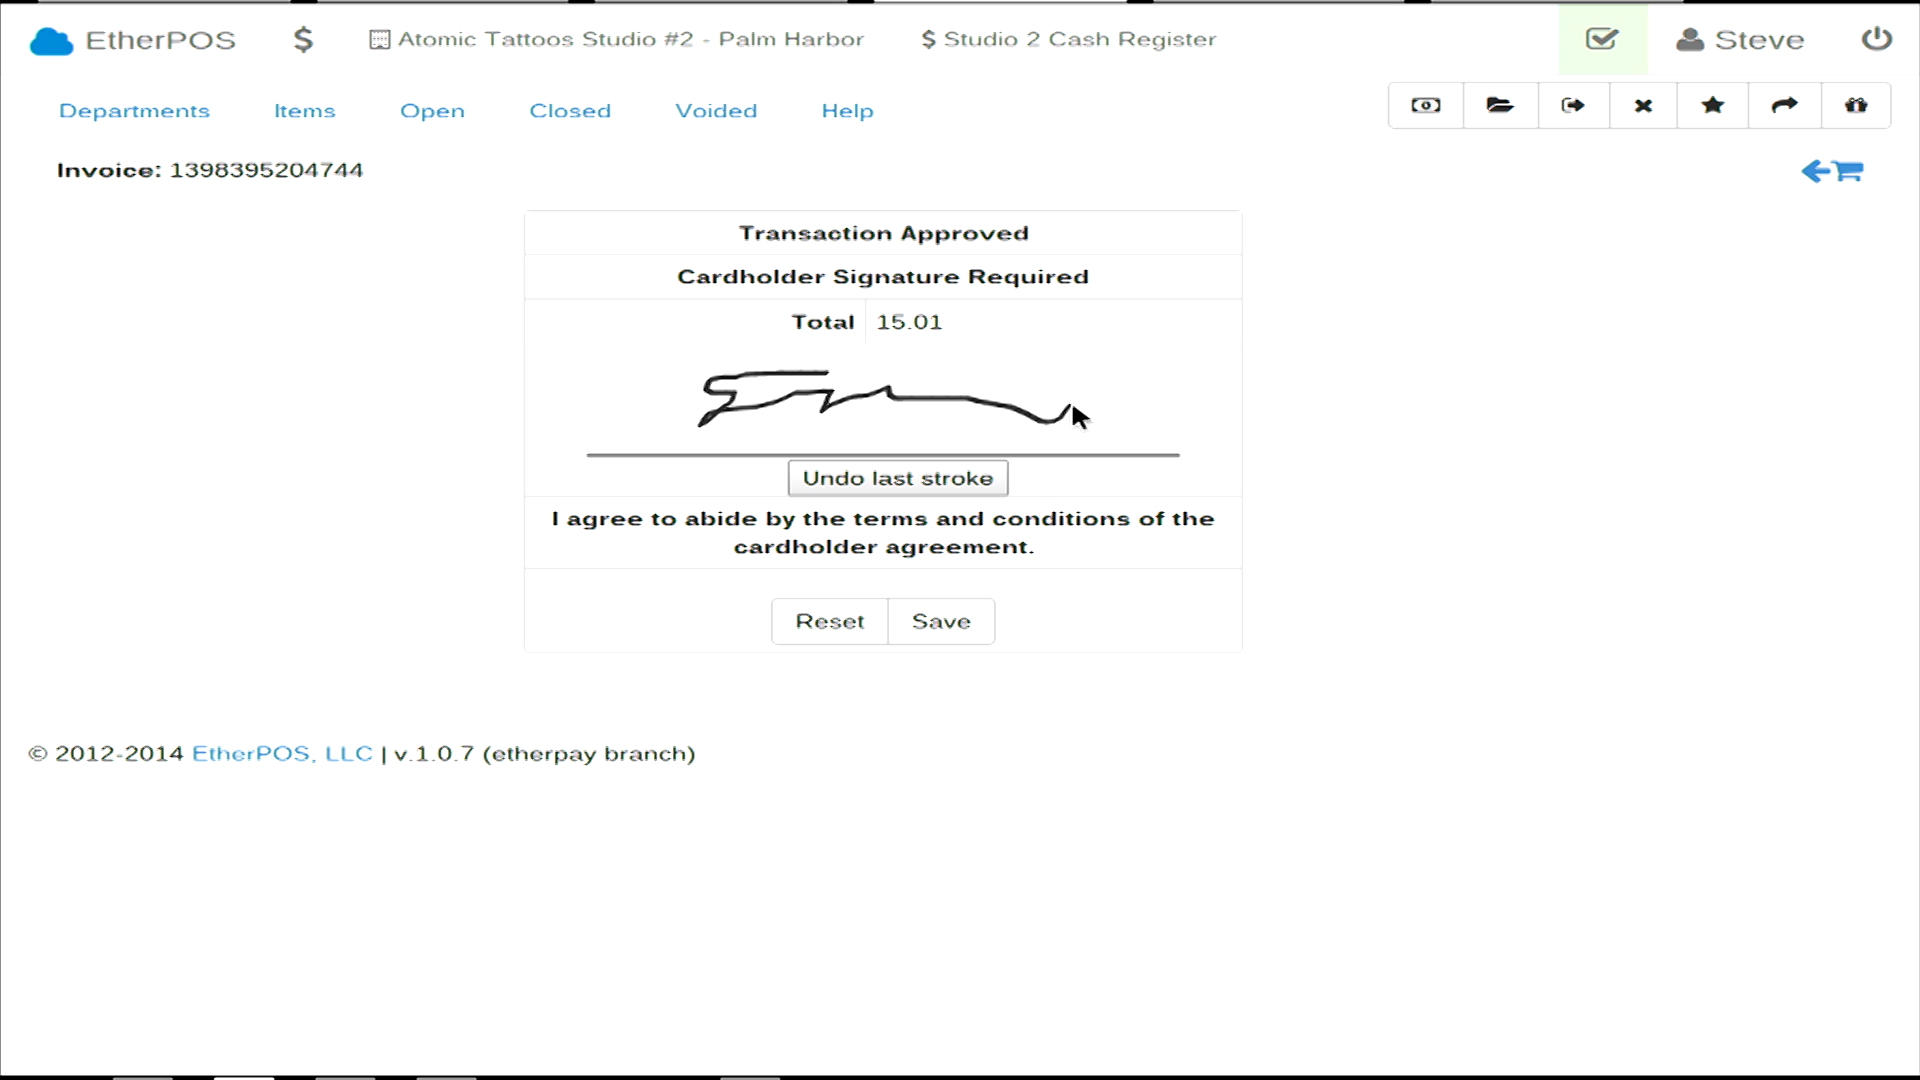 EtherPOS $ Atomic Tattoos Studio #2 - Palm Harbor $ Studio 2 Cash Register Steve
Departments Items Open Closed Voided Help
Invoice: 1398395204744
Transaction Approved
Cardholder Signature Required
Total 15.01
Undo last stroke
I agree to abide by the terms and conditions of the
cardholder agreement.
Reset Save
© 2012-2014 EtherPOS, LLC | v.1.0.7 (etherpay branch)